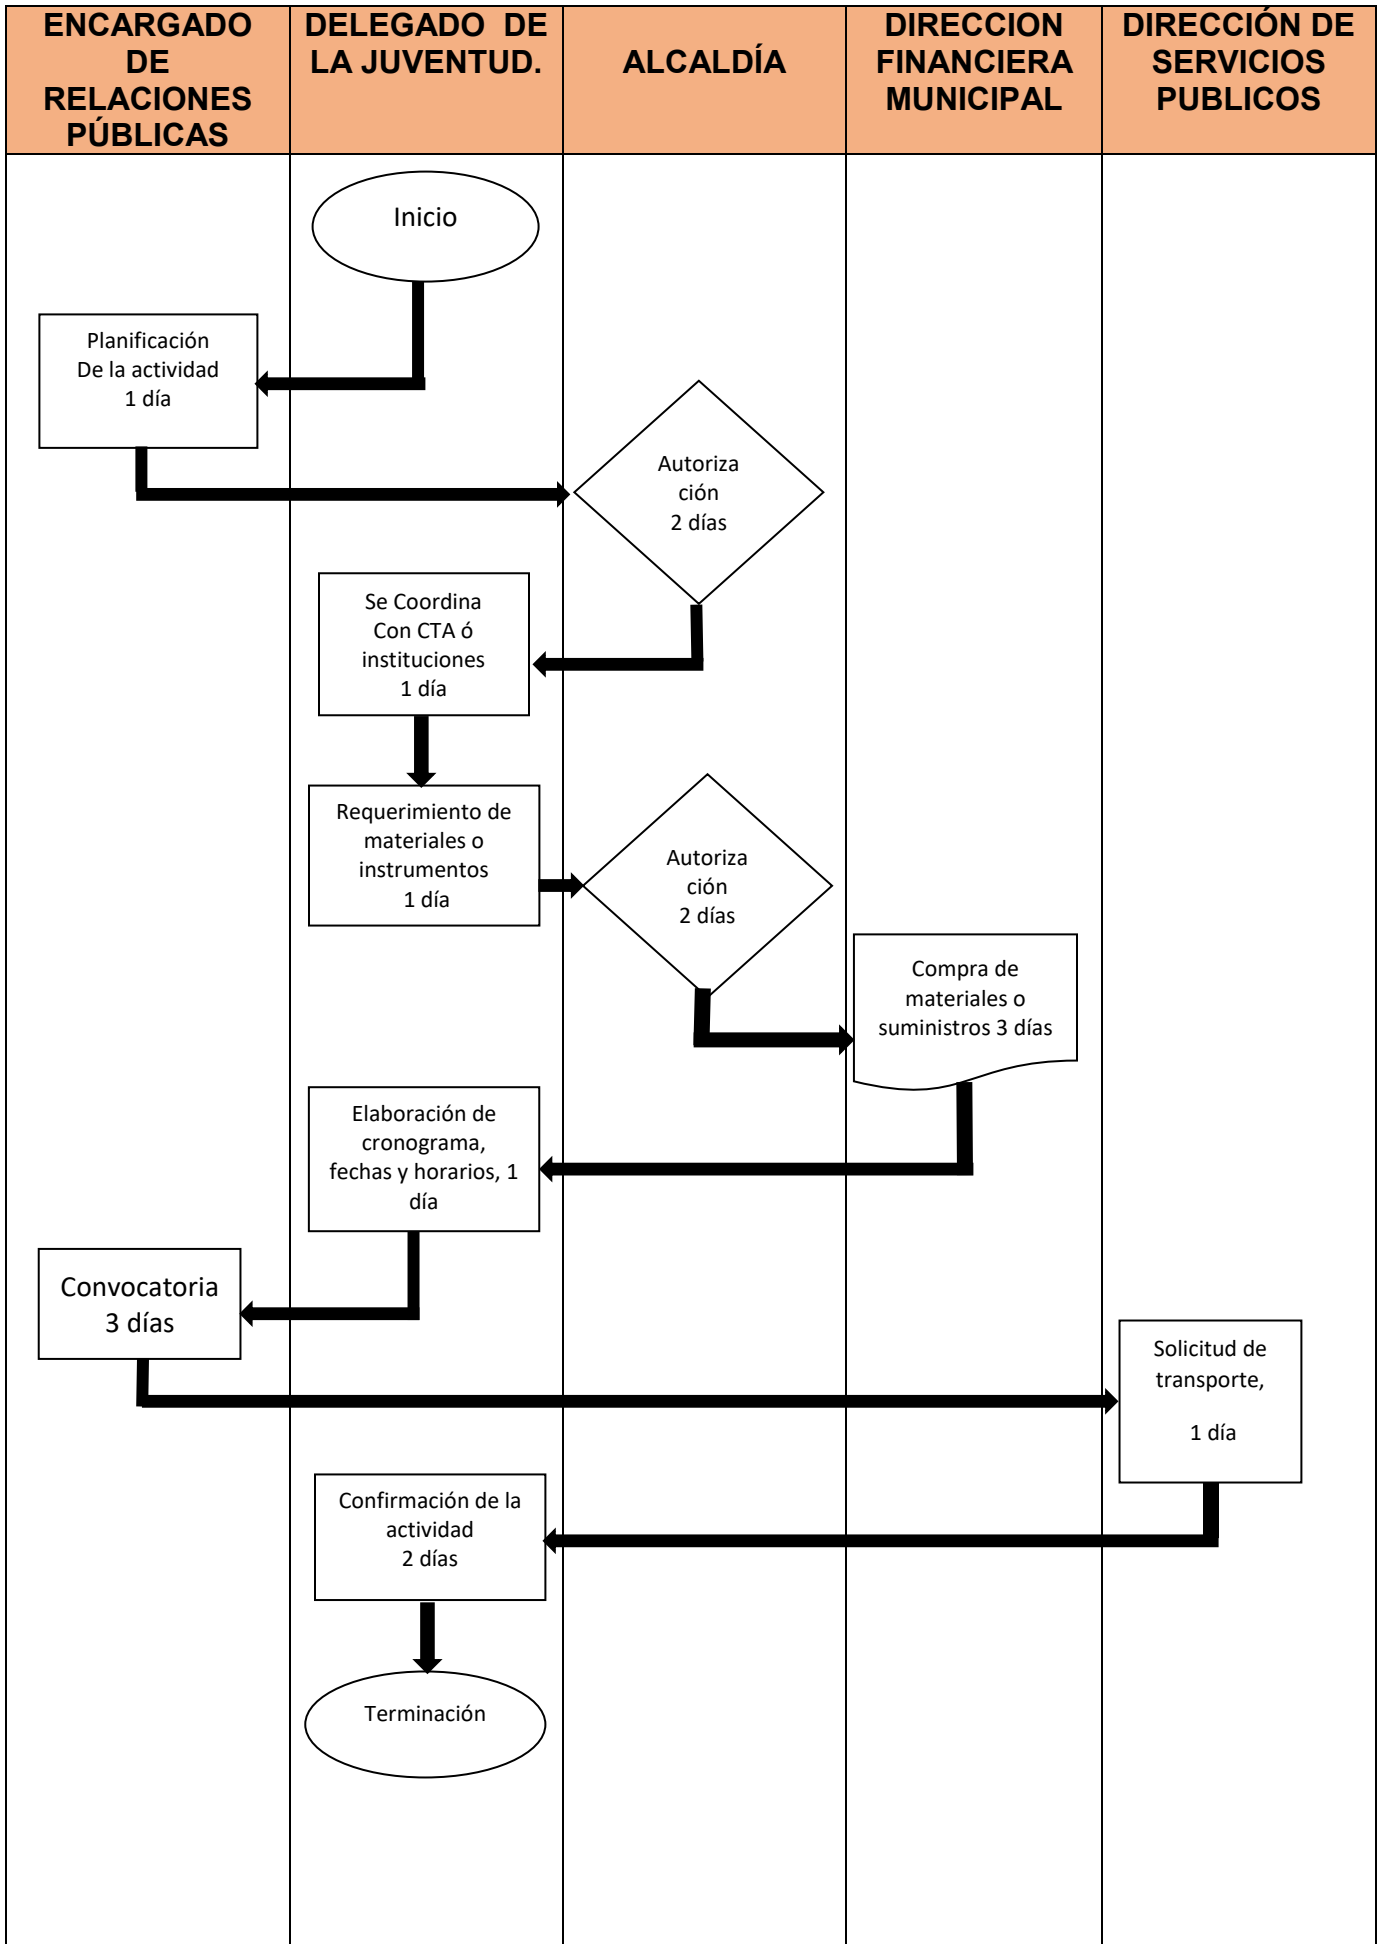 ENCARGADO
DE
RELACIONES
PÚBLICAS
DELEGADO DE
LA JUVENTUD.
ALCALDÍA
DIRECCION
FINANCIERA
MUNICIPAL
DIRECCIÓN DE
SERVICIOS
PUBLICOS
Inicio
Planificación
De la actividad
1 día
Autoriza
ción
2 días
Se Coordina
Con CTA ó
instituciones
1 día
Requerimiento de
materiales o
instrumentos
1 día
Autoriza
ción
2 días
Compra de
materiales o
suministros 3 días
Elaboración de
cronograma,
fechas y horarios, 1
día
Convocatoria
3 días
Solicitud de
transporte,
1 día
Confirmación de la
actividad
2 días
Terminación